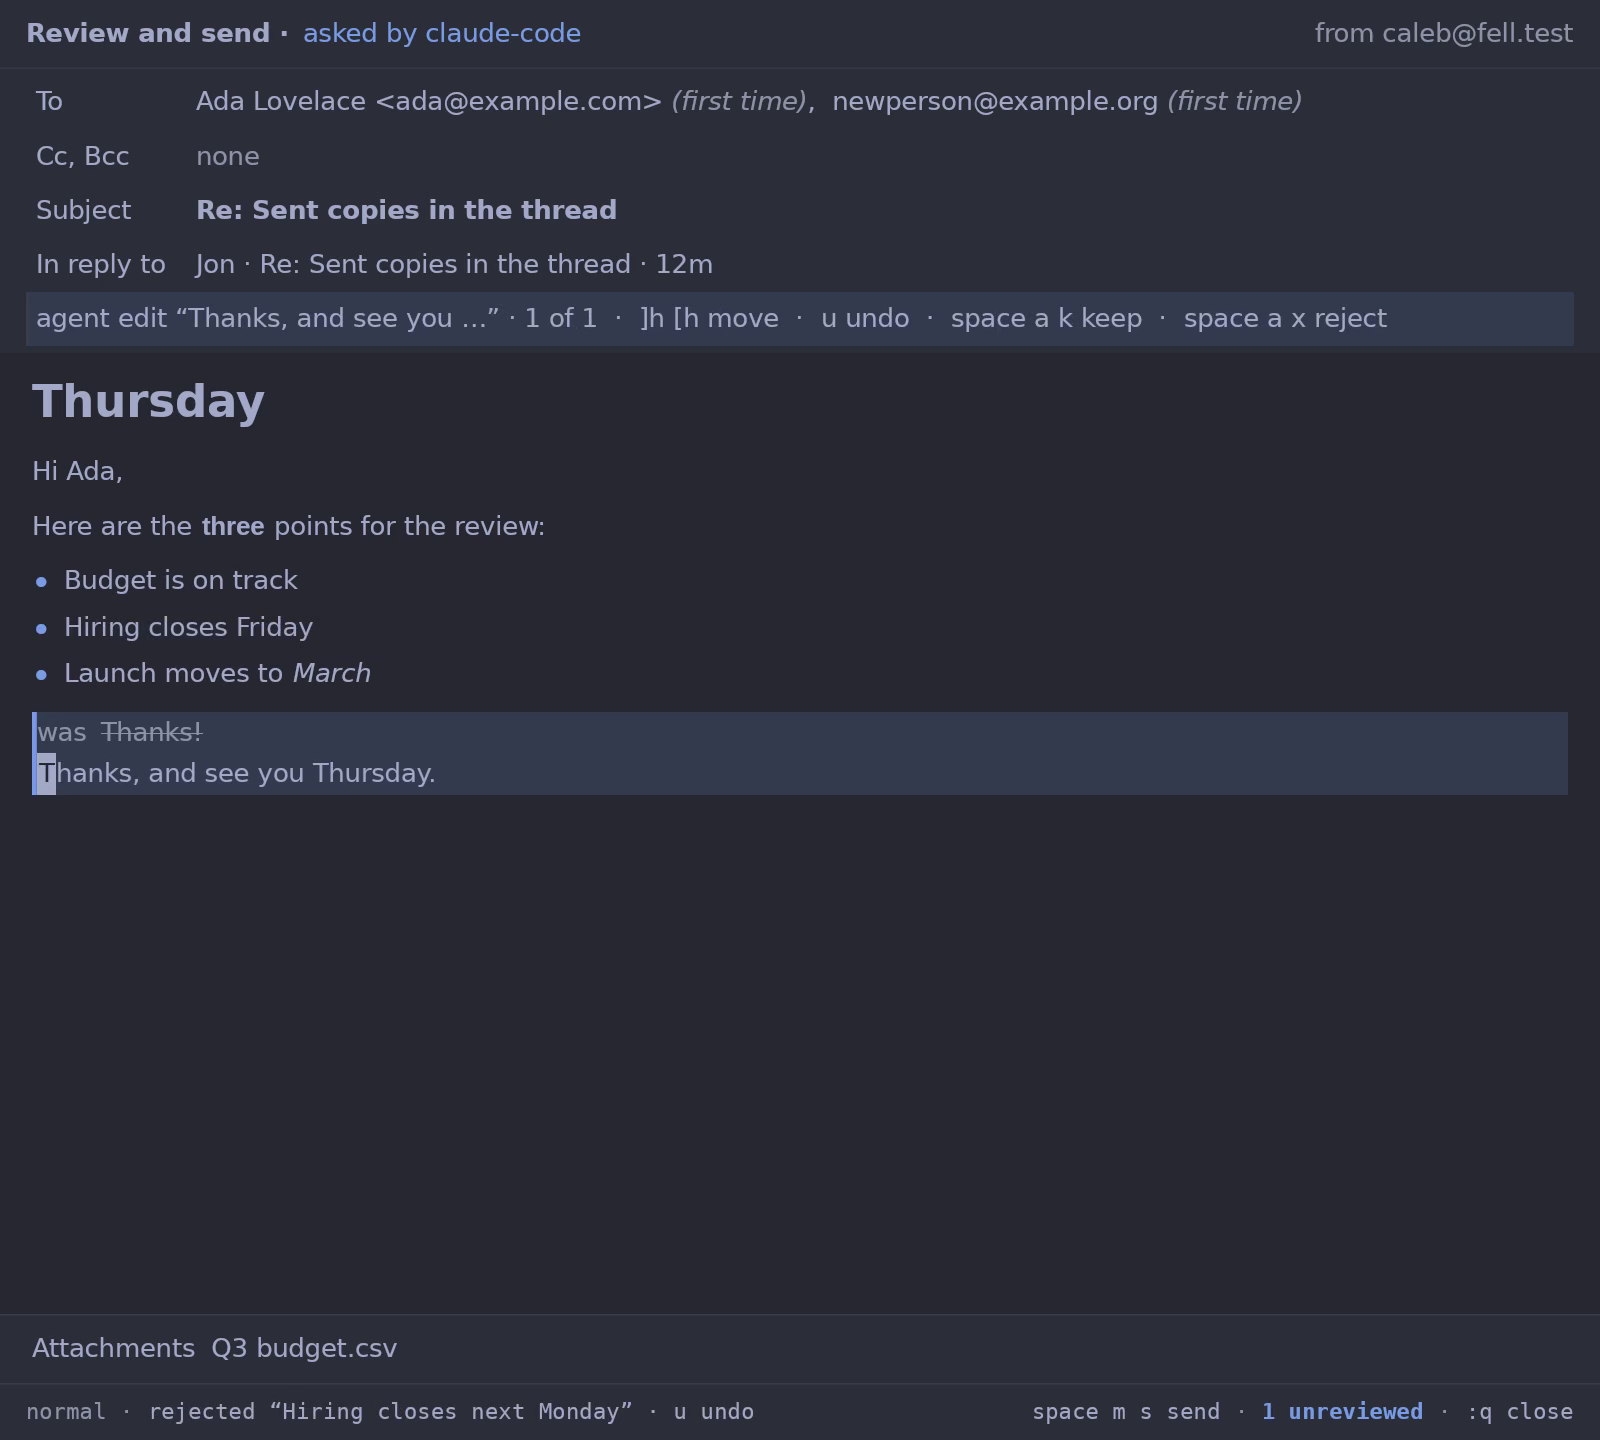 Review and send · asked by claude-code from caleb@fell.test
To Ada Lovelace <ada@example.com> (first time), newperson@example.org (first time)
Cc, Bcc none
Subject Re: Sent copies in the thread
In reply to Jon · Re: Sent copies in the thread · 12m
agent edit “Thanks, and see you …” · 1 of 1 · ]h [h move · u undo · space a k keep · space a x reject
Thursday
Hi Ada,
Here are the three points for the review:
• Budget is on track
• Hiring closes Friday
• Launch moves to March
was Thanks!
Thanks, and see you Thursday.
Attachments Q3 budget.csv
normal · rejected “Hiring closes next Monday” · u undo space m s send · 1 unreviewed · :q close